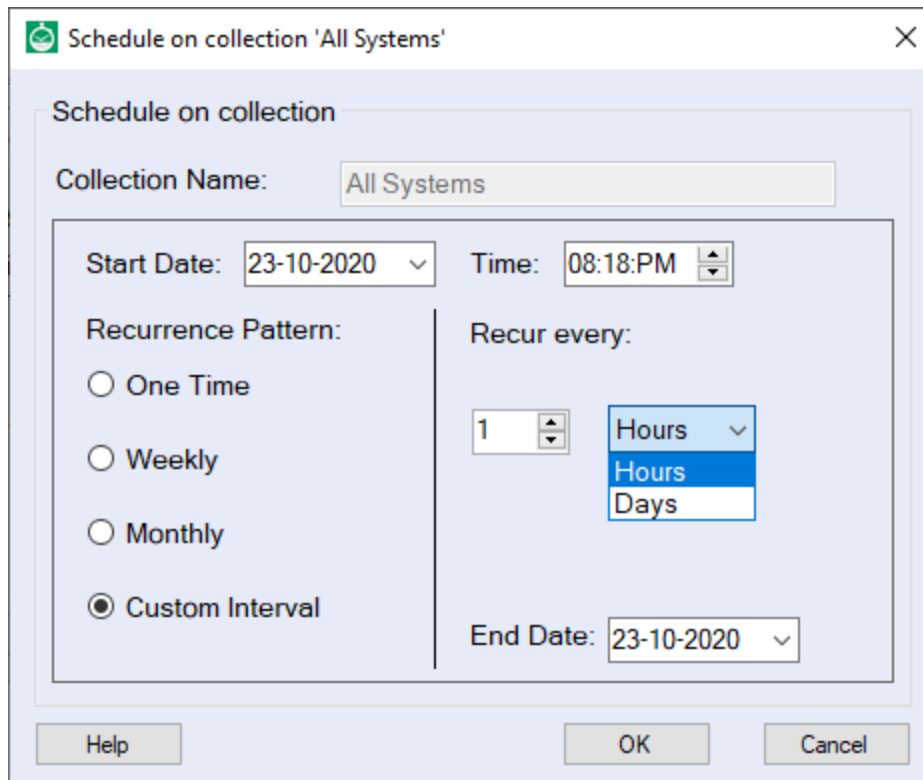 Schedule on collection 'All Systems'
Schedule on collection
Collection Name: All Systems
Start Date: 23-10-2020 Time: 08:18:PM
Recurrence Pattern:
One Time
Weekly
Monthly
Custom Interval
Recur every:
1 Hours
Hours
Days
End Date: 23-10-2020
Help OK Cancel